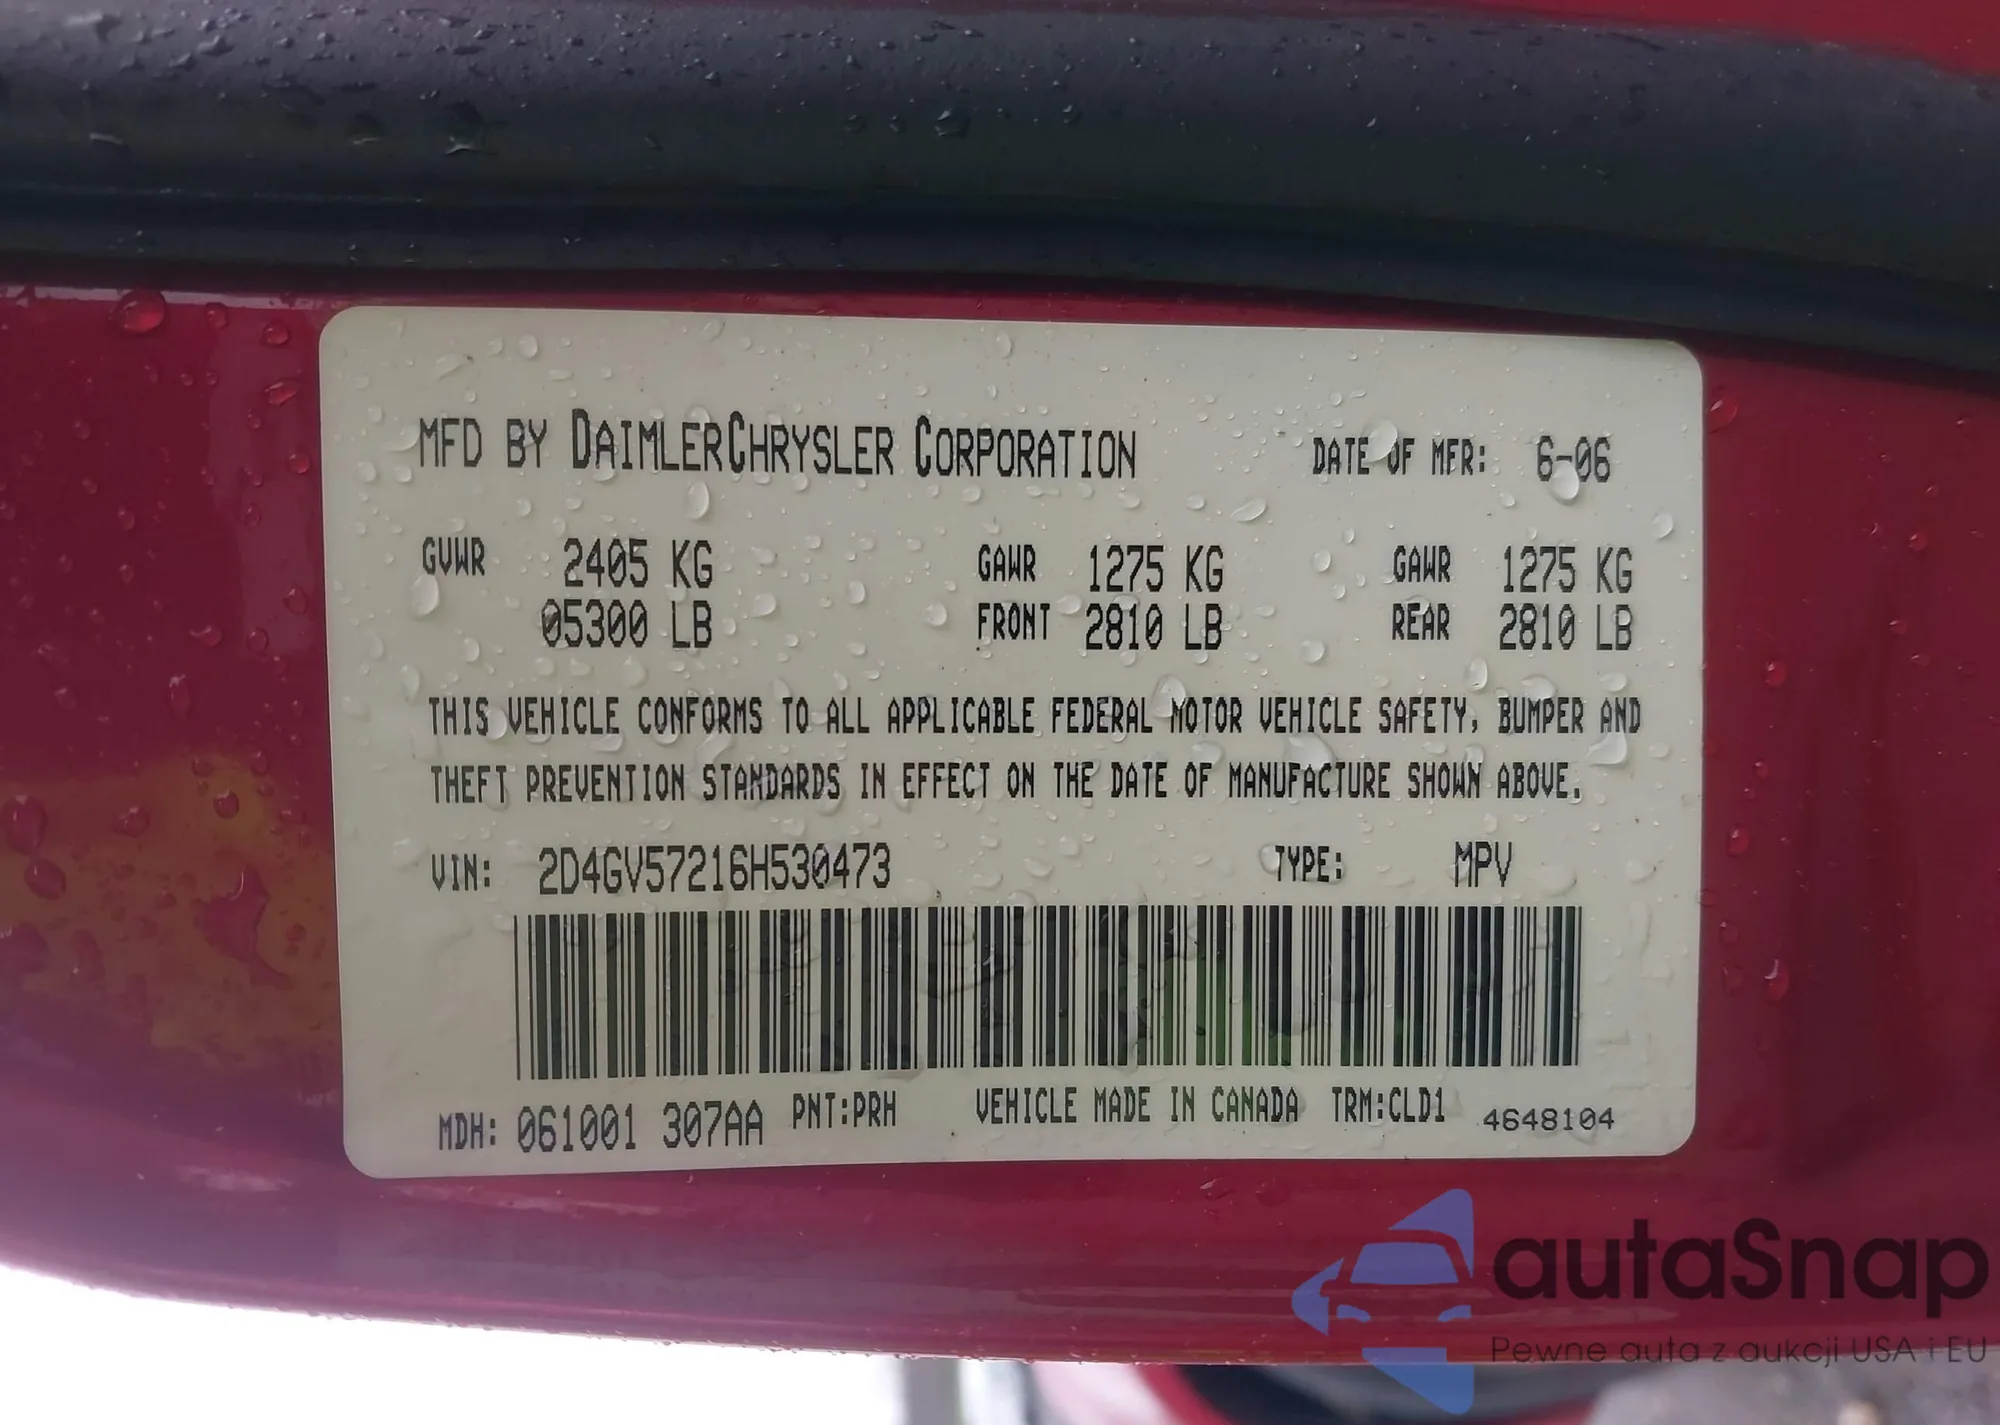 MFD BY DAIMLERCHRYSLER CORPORATION DATE OF MFR: 6-06
GVWR 2405 KG GAWR 1275 KG GAWR 1275 KG
05300 LB FRONT 2810 LB REAR 2810 LB
THIS VEHICLE CONFORMS TO ALL APPLICABLE FEDERAL MOTOR VEHICLE SAFETY, BUMPER AND
THEFT PREVENTION STANDARDS IN EFFECT ON THE DATE OF MANUFACTURE SHOWN ABOVE.
VIN: 2D4GV57216H530473 TYPE: MPV
MDH: 061001 307AA PNT:PRH VEHICLE MADE IN CANADA TRM:CLD1 4648104
autaSnap
Pewne auta z aukcji USA i EU